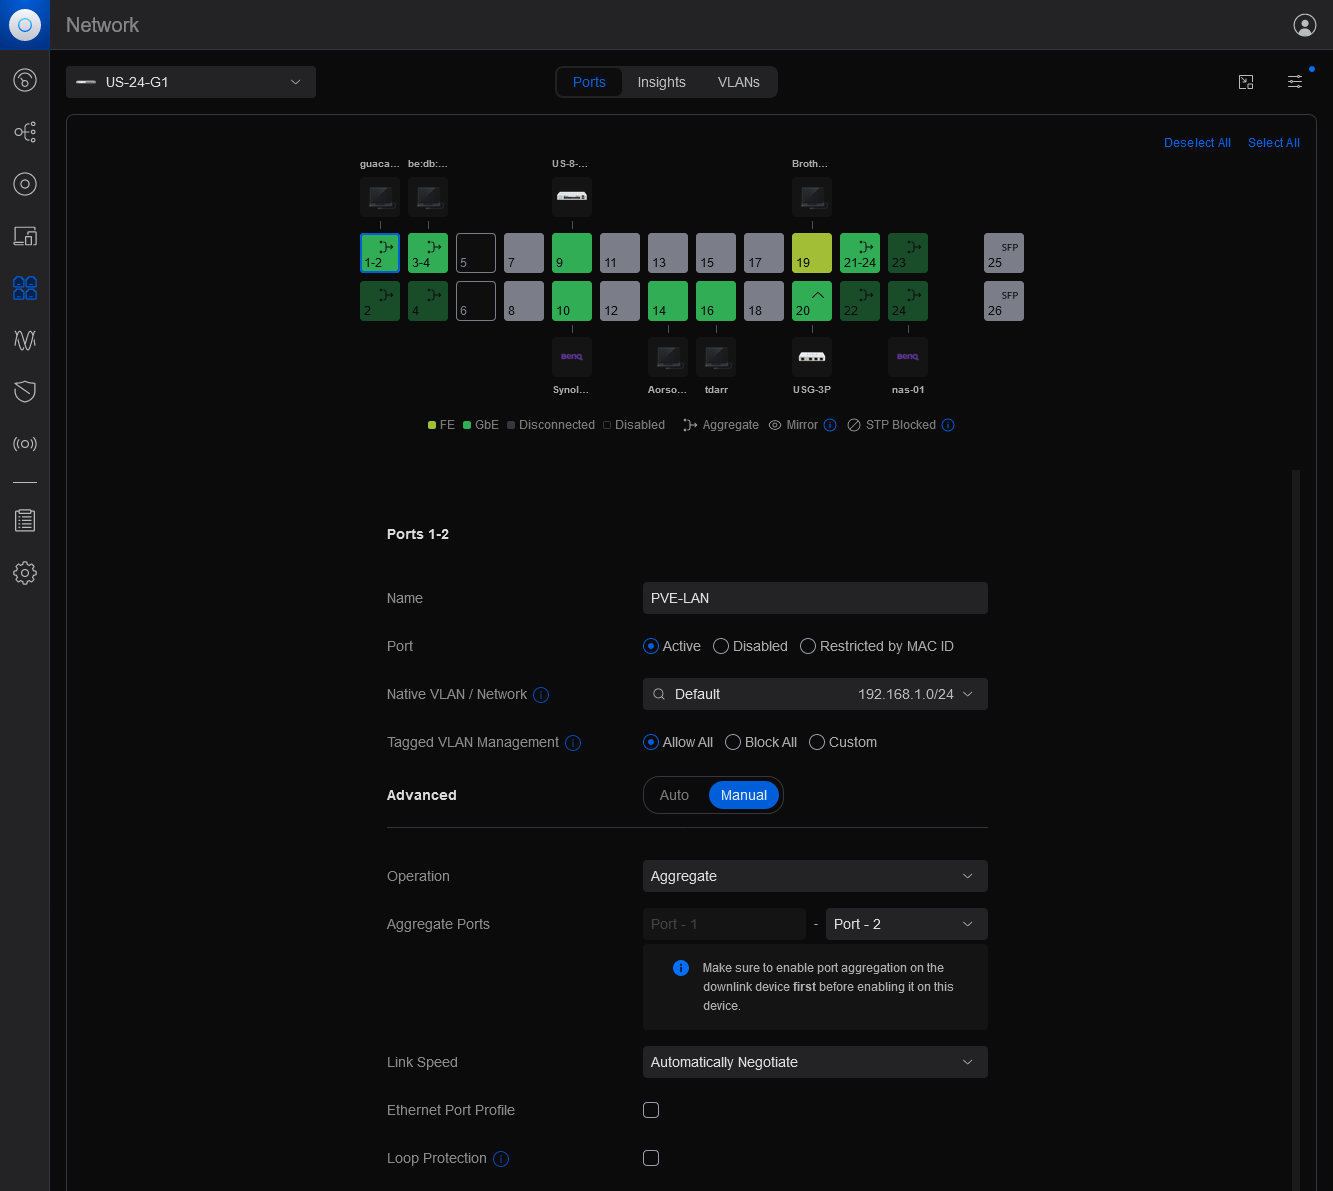 Network
US-24-G1
Ports Insights VLANs
Deselect All Select All
guaca... be:db:... US-8-... Broth...
1-2 3-4 5 7 9 11 13 15 17 19 21-24 23 SFP 25
2 4 6 8 10 12 14 16 18 20 22 24 SFP 26
BenQ BenQ
Synol... Aorso... tdarr USG-3P nas-01
FE GbE Disconnected Disabled Aggregate Mirror STP Blocked
Ports 1-2
Name PVE-LAN
Port Active Disabled Restricted by MAC ID
Native VLAN / Network Default 192.168.1.0/24
Tagged VLAN Management Allow All Block All Custom
Advanced Auto Manual
Operation Aggregate
Aggregate Ports Port - 1 - Port - 2
Make sure to enable port aggregation on the
downlink device first before enabling it on this
device.
Link Speed Automatically Negotiate
Ethernet Port Profile
Loop Protection